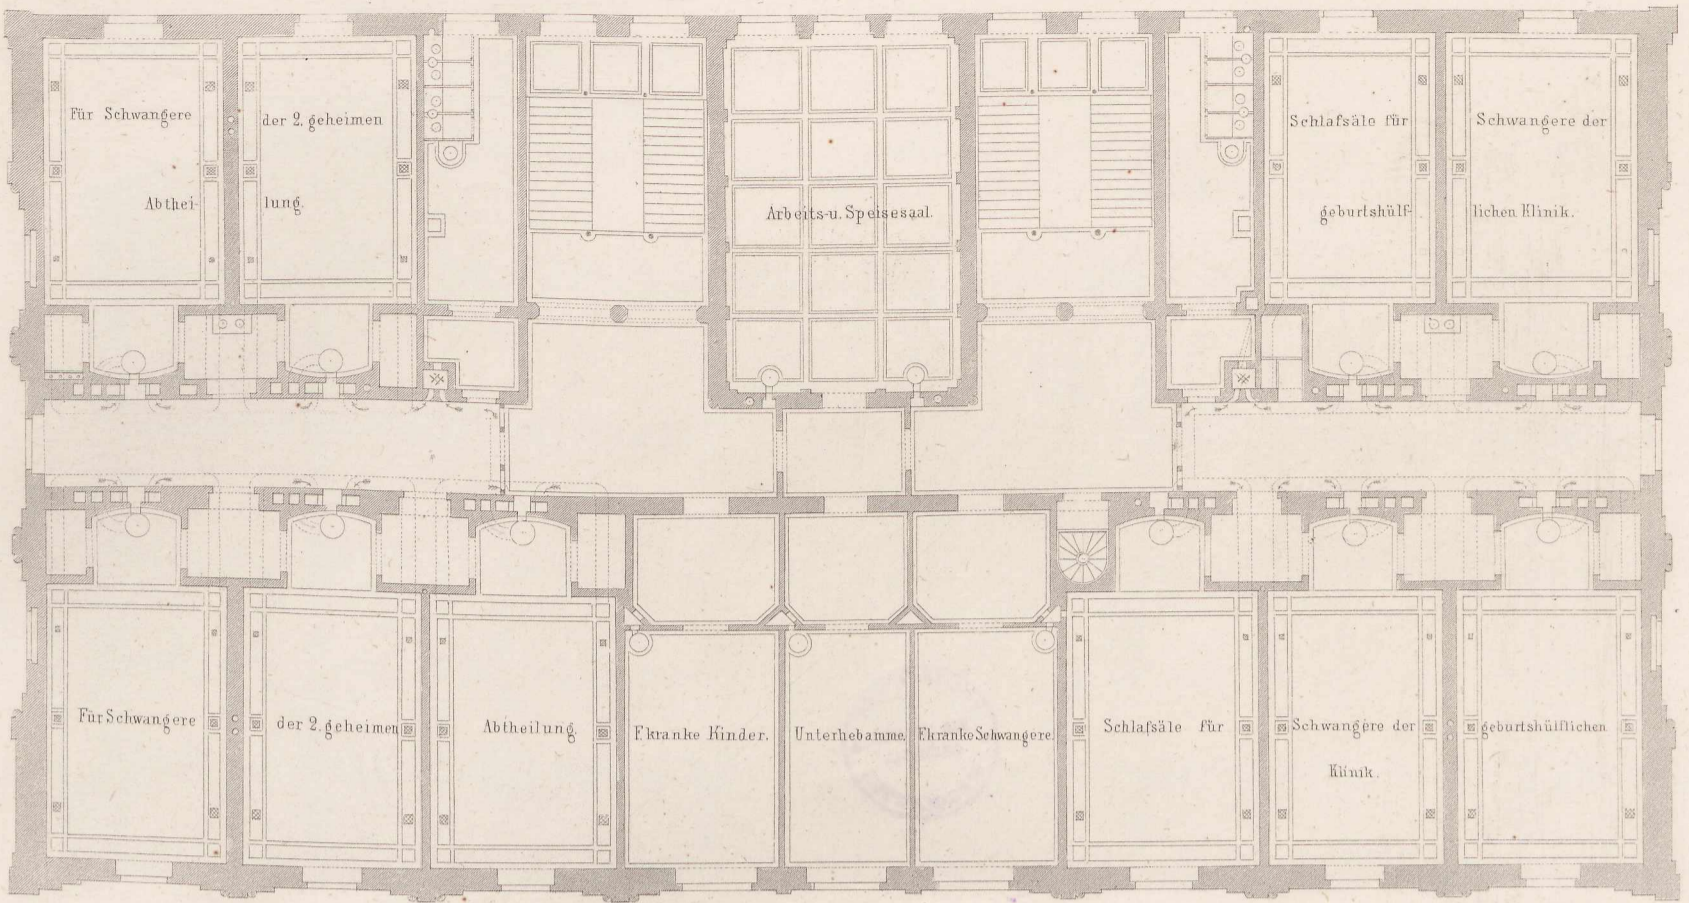 Für Schwangere
Abthei-
der 2. geheimen
lung.
Arbeits- u. Speisesaal.
Schlafsäle für
geburtshülf-
Schwangere der
lichen Klinik.
Für Schwangere
der 2. geheimen
Abtheilung.
F. kranke Kinder.
Unterhebamme.
F. kranke Schwangere.
Schlafsäle für
Schwangere der
Klinik.
geburtshülflichen